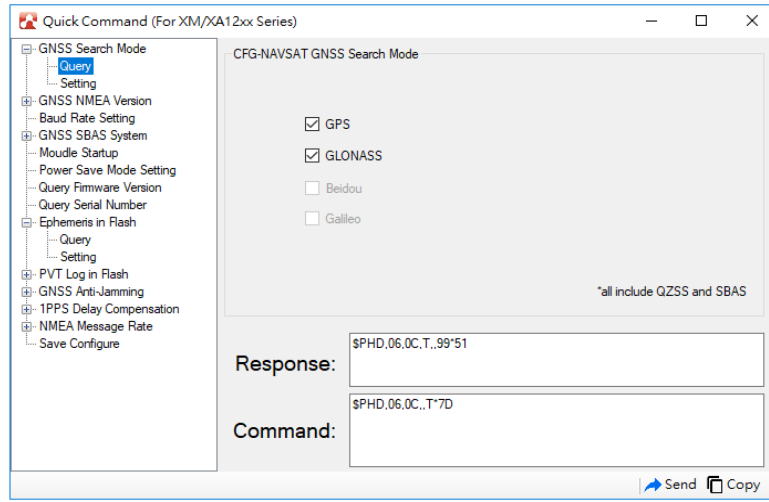 Quick Command (For XM/XA12xx Series)
GNSS Search Mode
Query
Setting
GNSS NMEA Version
Baud Rate Setting
GNSS SBAS System
Moudle Startup
Power Save Mode Setting
Query Firmware Version
Query Serial Number
Ephemeris in Flash
Query
Setting
PVT Log in Flash
GNSS Anti-Jamming
1PPS Delay Compensation
NMEA Message Rate
Save Configure
CFG-NAVSAT GNSS Search Mode
GPS
GLONASS
Beidou
Galileo
*all include QZSS and SBAS
Response:
$PHD,06,0C,T,,99*51
Command:
$PHD,06,0C,,T*7D
Send Copy